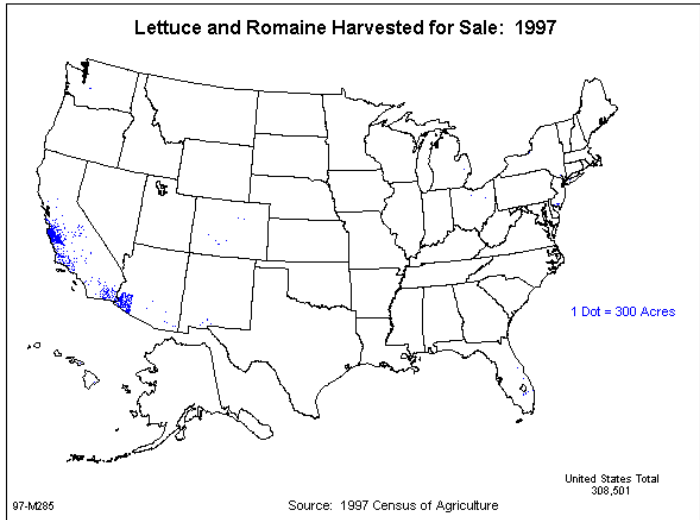 Lettuce and Romaine Harvested for Sale: 1997
1 Dot = 300 Acres
United States Total
308,501
97-M285
Source: 1997 Census of Agriculture